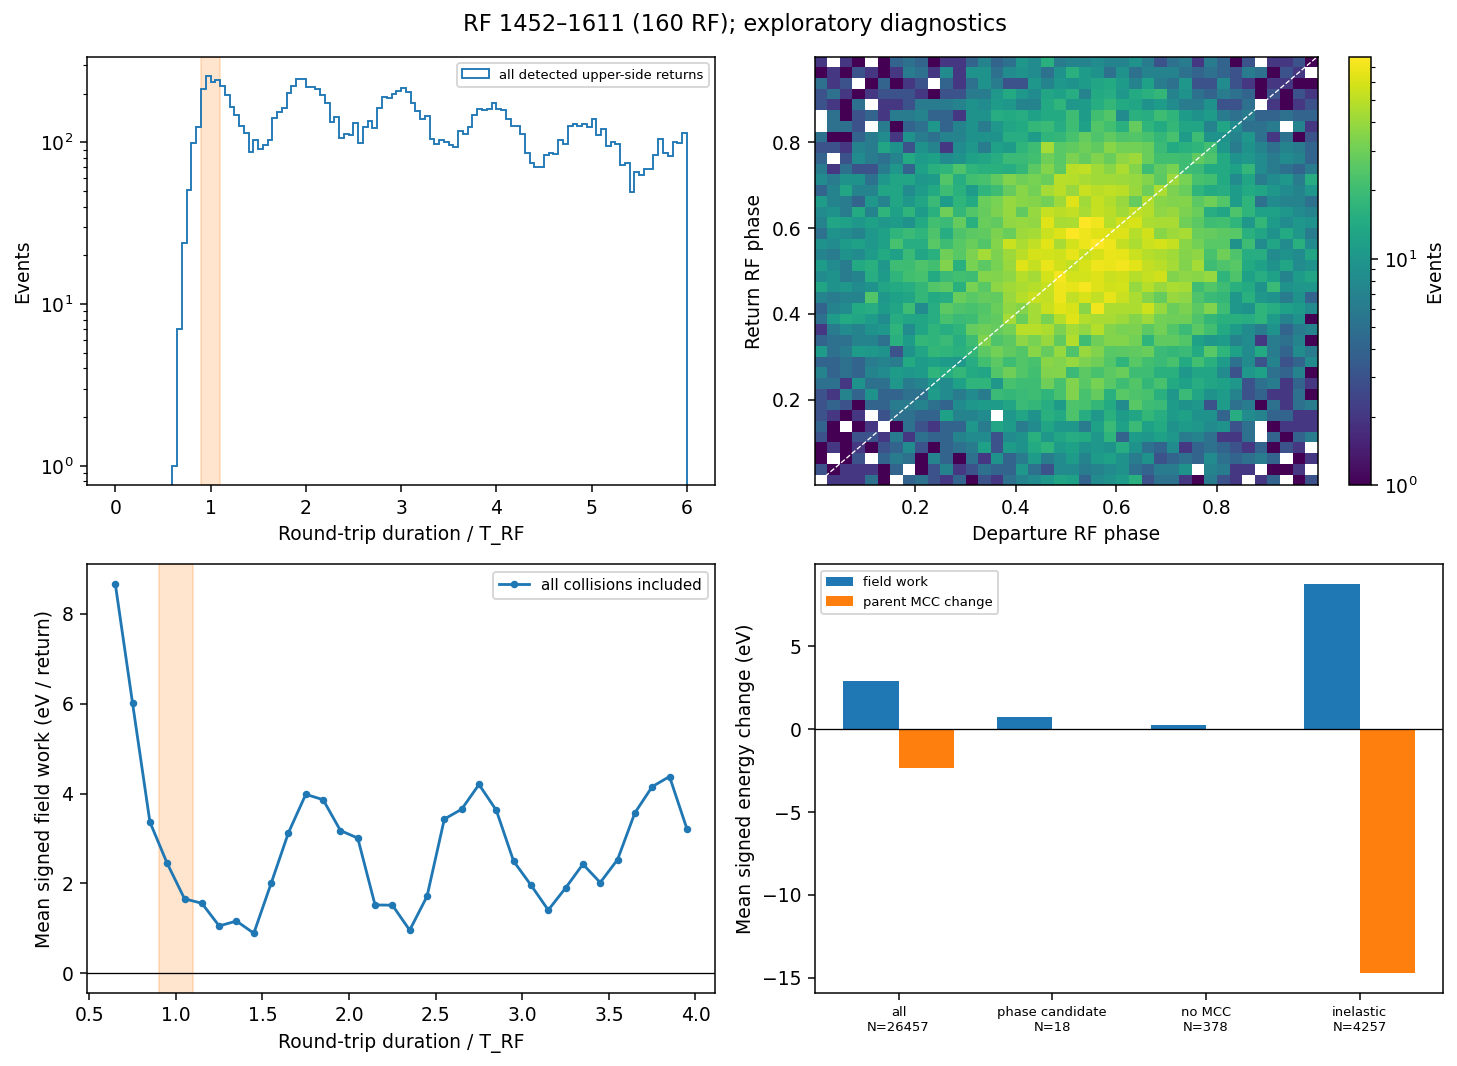 RF 1452–1611 (160 RF); exploratory diagnostics
all detected upper-side returns
Events
10^2
10^1
10^0
0 1 2 3 4 5 6
Round-trip duration / T_RF
Return RF phase
0.8
0.6
0.4
0.2
0.2 0.4 0.6 0.8
Departure RF phase
10^1
10^0
Events
all collisions included
Mean signed field work (eV / return)
8
6
4
2
0
0.5 1.0 1.5 2.0 2.5 3.0 3.5 4.0
Round-trip duration / T_RF
field work
parent MCC change
Mean signed energy change (eV)
5
0
−5
−10
−15
all phase candidate no MCC inelastic
N=26457 N=18 N=378 N=4257